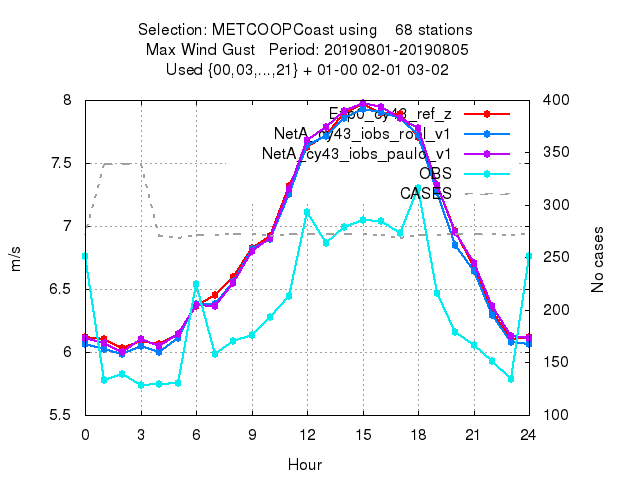 Selection: METCOOPCoast using 68 stations
Max Wind Gust Period: 20190801-20190805
Used {00,03,...,21} + 01-00 02-01 03-02
8
7.5
7
6.5
6
5.5
m/s
400
350
300
250
200
150
100
No cases
NetA_cy43_iobs_paulo_v1
OBS
CASES
0 3 6 9 12 15 18 21 24
Hour